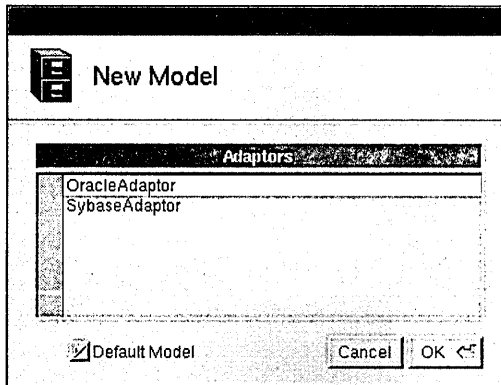 New Model
Adaptors
OracleAdaptor
SybaseAdaptor
Default Model
Cancel
OK